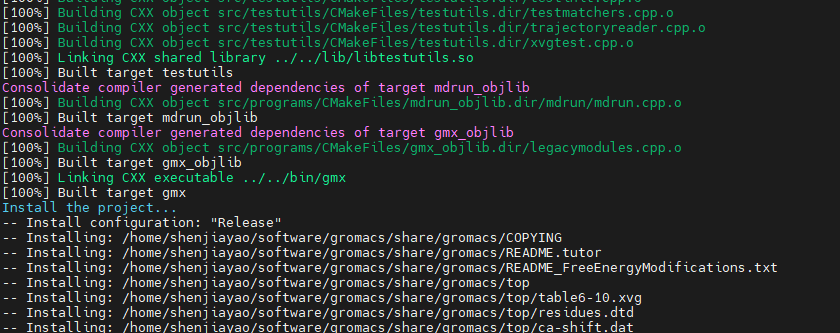 [100%] Building CXX object src/testutils/CMakeFiles/testutils.dir/testmatchers.cpp.o
[100%] Building CXX object src/testutils/CMakeFiles/testutils.dir/trajectoryreader.cpp.o
[100%] Building CXX object src/testutils/CMakeFiles/testutils.dir/xvgtest.cpp.o
[100%] Linking CXX shared library ../../lib/libtestutils.so
[100%] Built target testutils
Consolidate compiler generated dependencies of target mdrun_objlib
[100%] Building CXX object src/programs/CMakeFiles/mdrun_objlib.dir/mdrun/mdrun.cpp.o
[100%] Built target mdrun_objlib
Consolidate compiler generated dependencies of target gmx_objlib
[100%] Building CXX object src/programs/CMakeFiles/gmx_objlib.dir/legacymodules.cpp.o
[100%] Built target gmx_objlib
[100%] Linking CXX executable ../../bin/gmx
[100%] Built target gmx
Install the project...
-- Install configuration: "Release"
-- Installing: /home/shenjiayao/software/gromacs/share/gromacs/COPYING
-- Installing: /home/shenjiayao/software/gromacs/share/gromacs/README.tutor
-- Installing: /home/shenjiayao/software/gromacs/share/gromacs/README_FreeEnergyModifications.txt
-- Installing: /home/shenjiayao/software/gromacs/share/gromacs/top
-- Installing: /home/shenjiayao/software/gromacs/share/gromacs/top/table6-10.xvg
-- Installing: /home/shenjiayao/software/gromacs/share/gromacs/top/residues.dtd
-- Installing: /home/shenjiayao/software/gromacs/share/gromacs/top/ca-shift.dat